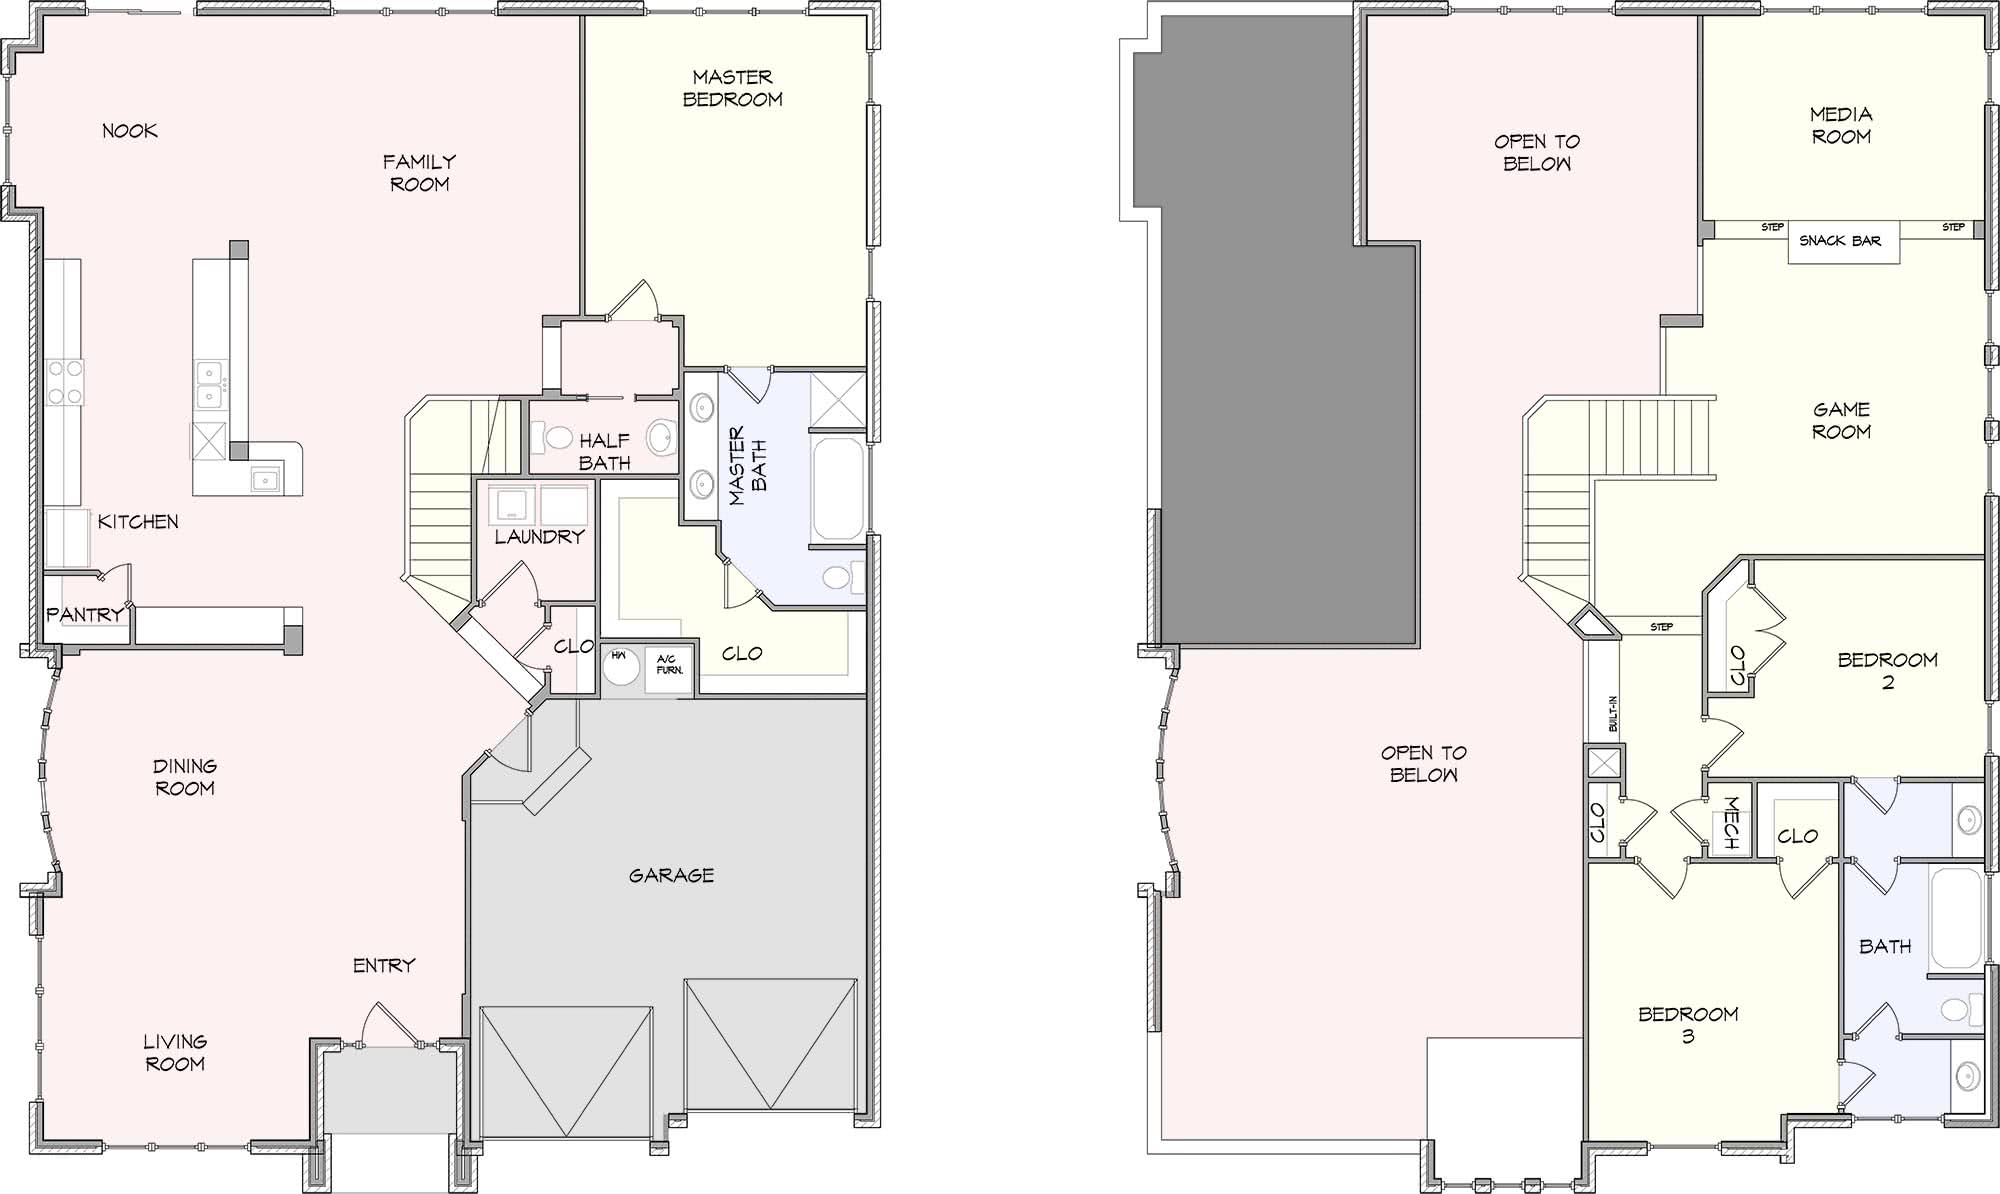 MASTER
BEDROOM
NOOK
FAMILY
ROOM
HALF
BATH
MASTER
BATH
KITCHEN
LAUNDRY
PANTRY
CLO
HW
A/C
FURN.
CLO
DINING
ROOM
GARAGE
ENTRY
LIVING
ROOM
MEDIA
ROOM
OPEN TO
BELOW
STEP
SNACK BAR
STEP
GAME
ROOM
STEP
CLO
BEDROOM
2
BUILT-IN
OPEN TO
BELOW
CLO
MECH
CLO
BATH
BEDROOM
3